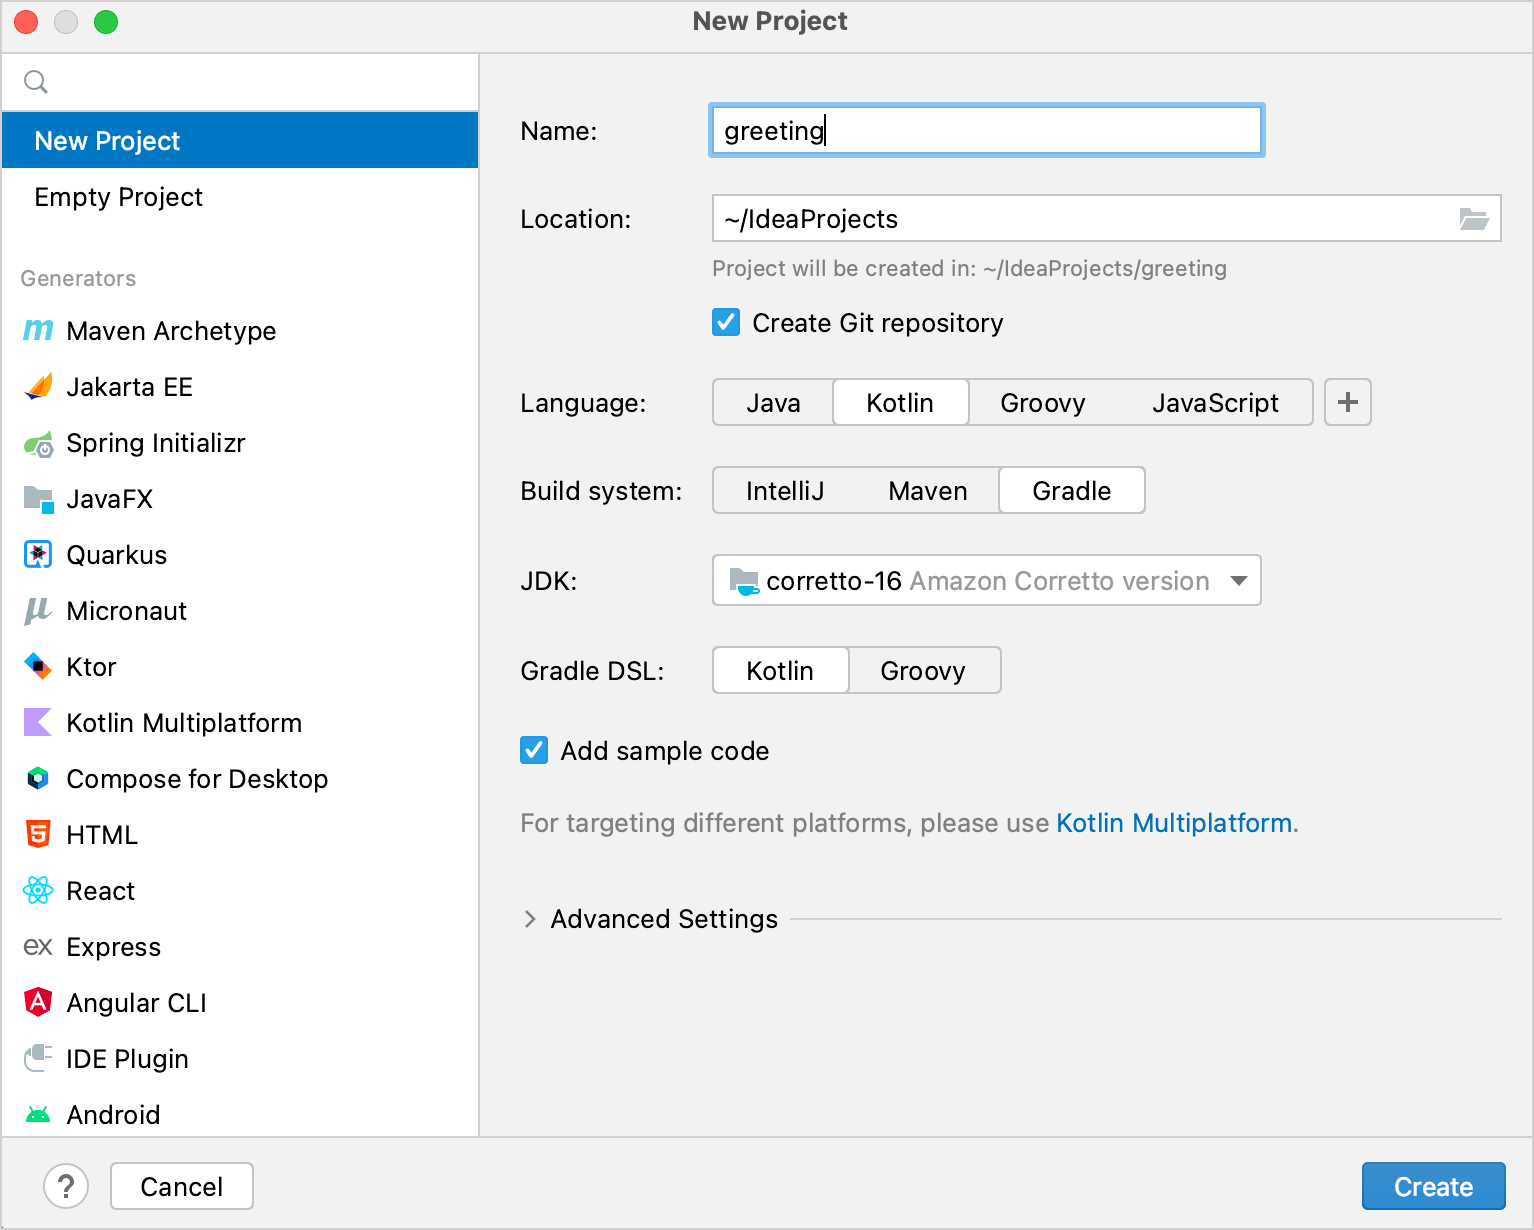 New Project
New Project
Empty Project
Generators
Maven Archetype
Jakarta EE
Spring Initializr
JavaFX
Quarkus
Micronaut
Ktor
Kotlin Multiplatform
Compose for Desktop
HTML
React
ex Express
Angular CLI
IDE Plugin
Android
Name: greeting
Location: ~/IdeaProjects
Project will be created in: ~/IdeaProjects/greeting
Create Git repository
Language: Java Kotlin Groovy JavaScript +
Build system: IntelliJ Maven Gradle
JDK: corretto-16 Amazon Corretto version
Gradle DSL: Kotlin Groovy
Add sample code
For targeting different platforms, please use Kotlin Multiplatform.
Advanced Settings
? Cancel Create